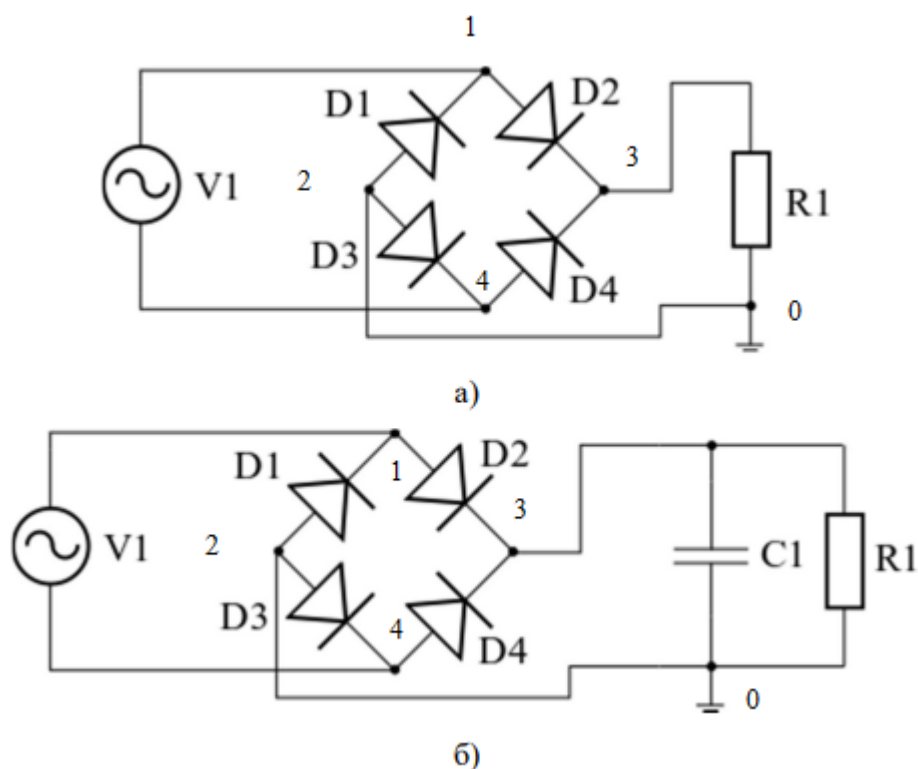 1
D1 D2
V1 2 3 R1
D3 4 D4
0
а)
D1 1 D2
V1 2 3 C1 R1
D3 4 D4
0
б)